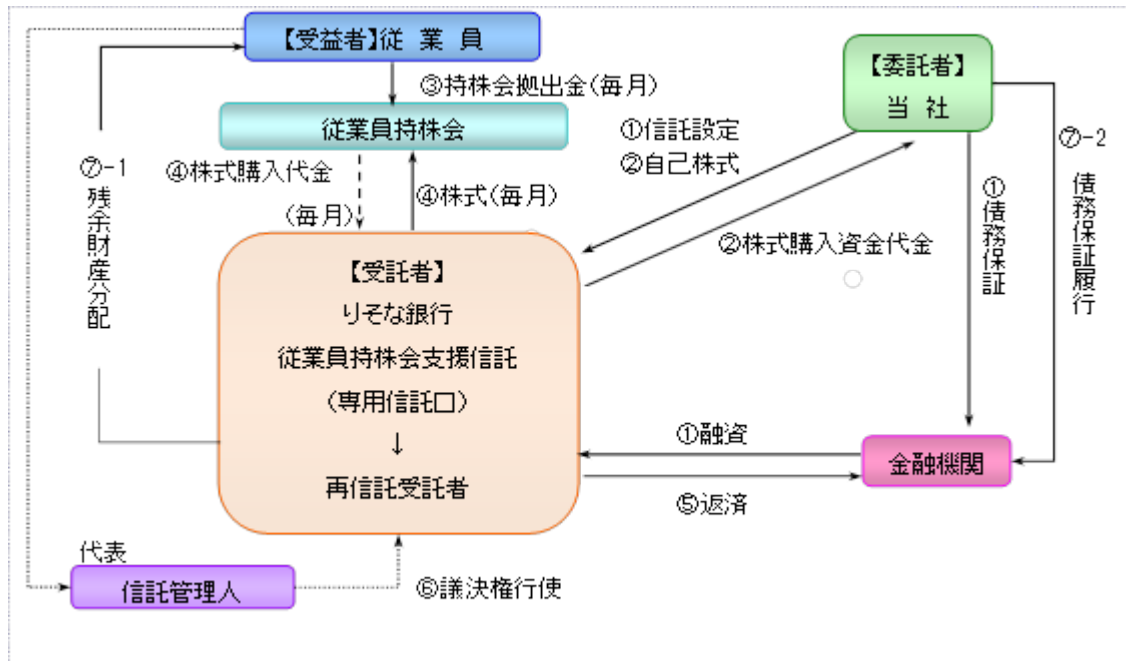 【受益者】従 業 員
【委託者】
当 社
③持株会拠出金(毎月)
従業員持株会
①信託設定
②自己株式
⑦-1
残余財産分配
④株式購入代金
(毎月)
④株式(毎月)
②株式購入資金代金
①債務保証
⑦-2
債務保証履行
【受託者】
りそな銀行
従業員持株会支援信託
(専用信託口)
↓
再信託受託者
①融資
金融機関
⑤返済
代表
信託管理人
⑥議決権行使